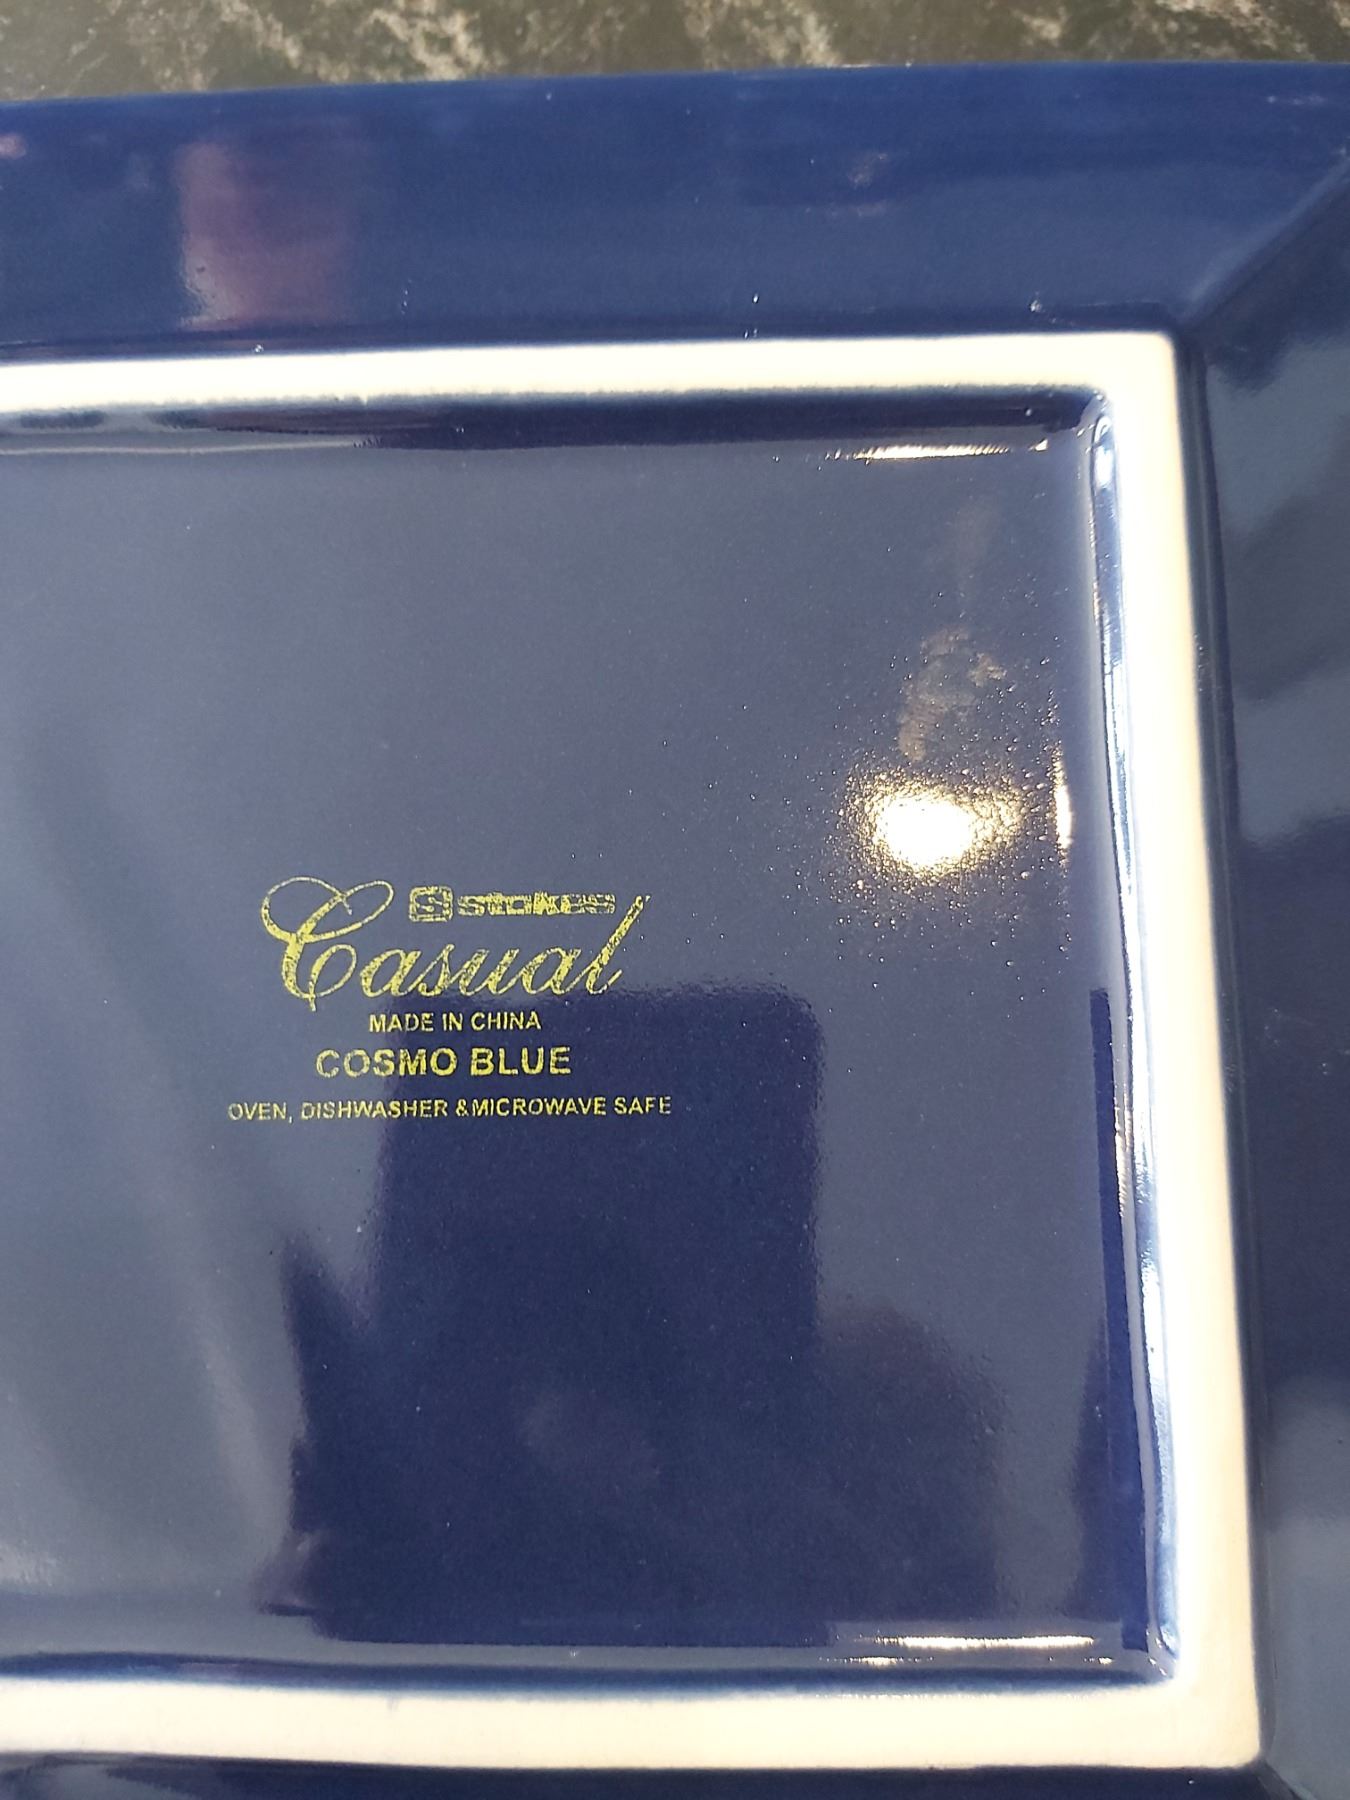 S stokes
Casual
MADE IN CHINA
COSMO BLUE
OVEN, DISHWASHER &MICROWAVE SAFE